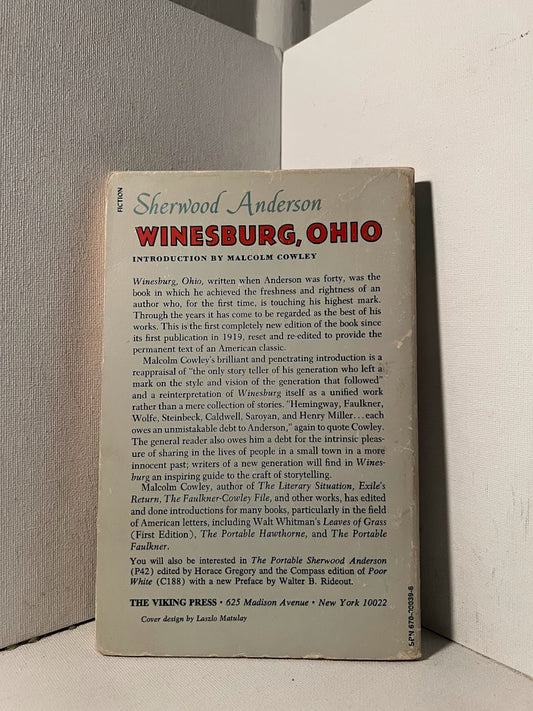 FICTION
Sherwood Anderson
WINESBURG, OHIO
INTRODUCTION BY MALCOLM COWLEY
Winesburg, Ohio, written when Anderson was forty, was the
book in which he achieved the freshness and rightness of an
author who, for the first time, is touching his highest mark.
Through the years it has come to be regarded as the best of his
works. This is the first completely new edition of the book since
its first publication in 1919, reset and re-edited to provide the
permanent text of an American classic.
Malcolm Cowley's brilliant and penetrating introduction is a
reappraisal of "the only story teller of his generation who left a
mark on the style and vision of the generation that followed"
and a reinterpretation of Winesburg itself as a unified work
rather than a mere collection of stories. "Hemingway, Faulkner,
Wolfe, Steinbeck, Caldwell, Saroyan, and Henry Miller...each
owes an unmistakable debt to Anderson," again to quote Cowley.
The general reader also owes him a debt for the intrinsic pleas-
ure of sharing in the lives of people in a small town in a more
innocent past; writers of a new generation will find in Wines-
burg an inspiring guide to the craft of storytelling.
Malcolm Cowley, author of The Literary Situation, Exile's
Return, The Faulkner-Cowley File, and other works, has edited
and done introductions for many books, particularly in the field
of American letters, including Walt Whitman's Leaves of Grass
(First Edition), The Portable Hawthorne, and The Portable
Faulkner.
You will also be interested in The Portable Sherwood Anderson
(P42) edited by Horace Gregory and the Compass edition of Poor
White (C188) with a new Preface by Walter B. Rideout.
THE VIKING PRESS • 625 Madison Avenue • New York 10022
Cover design by Laszlo Matulay
SBN 670-00039-6